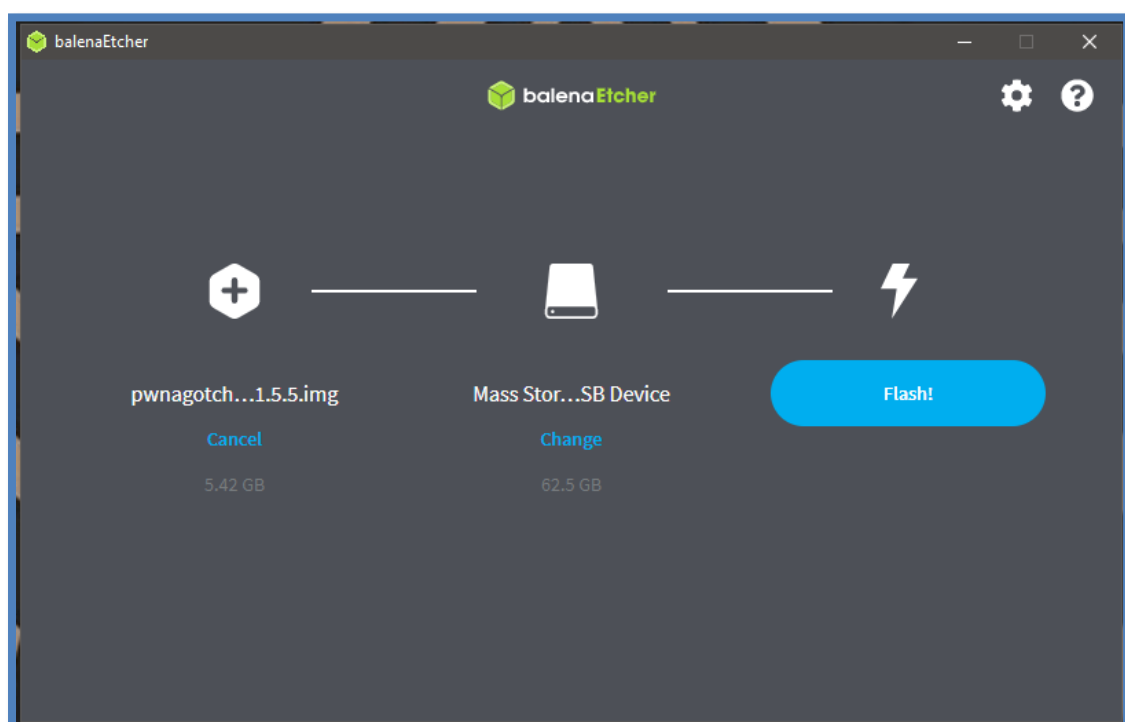 balenaEtcher
balenaEtcher
pwnagotch...1.5.5.img
Mass Stor...SB Device
Flash!
Cancel
Change
5.42 GB
62.5 GB